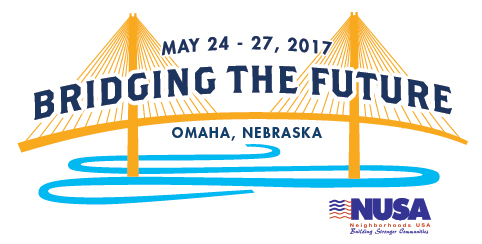 MAY 24 - 27, 2017
BRIDGING THE FUTURE
OMAHA, NEBRASKA
NUSA
Neighborhoods USA
Building Stronger Communities